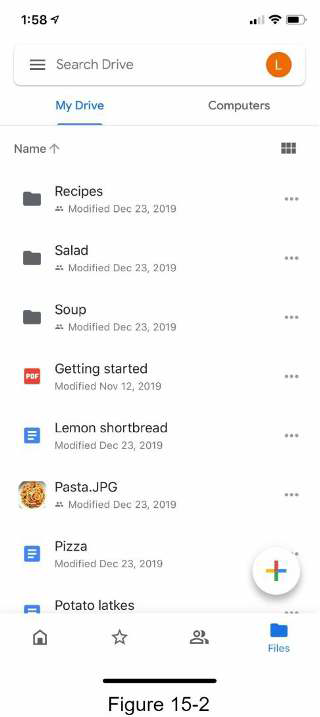 1:58
Search Drive
L
My Drive
Computers
Name
Recipes
Modified Dec 23, 2019
Salad
Modified Dec 23, 2019
Soup
Modified Dec 23, 2019
PDF
Getting started
Modified Nov 12, 2019
Lemon shortbread
Modified Dec 23, 2019
Pasta.JPG
Modified Dec 23, 2019
Pizza
Modified Dec 23, 2019
Potato latkes
Files
Figure 15-2